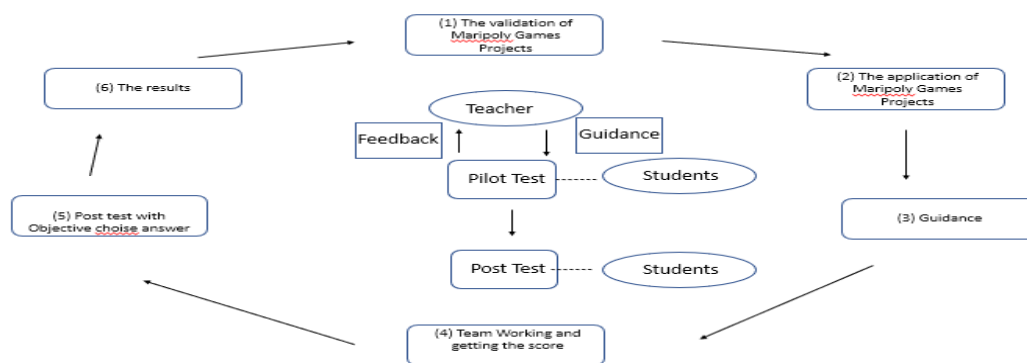 (1) The validation of
Maripoly Games
Projects
(6) The results
(2) The application of
Maripoly Games
Projects
Teacher
Feedback
Guidance
Pilot Test
Students
(5) Post test with
Objective choise answer
(3) Guidance
Post Test
Students
(4) Team Working and
getting the score